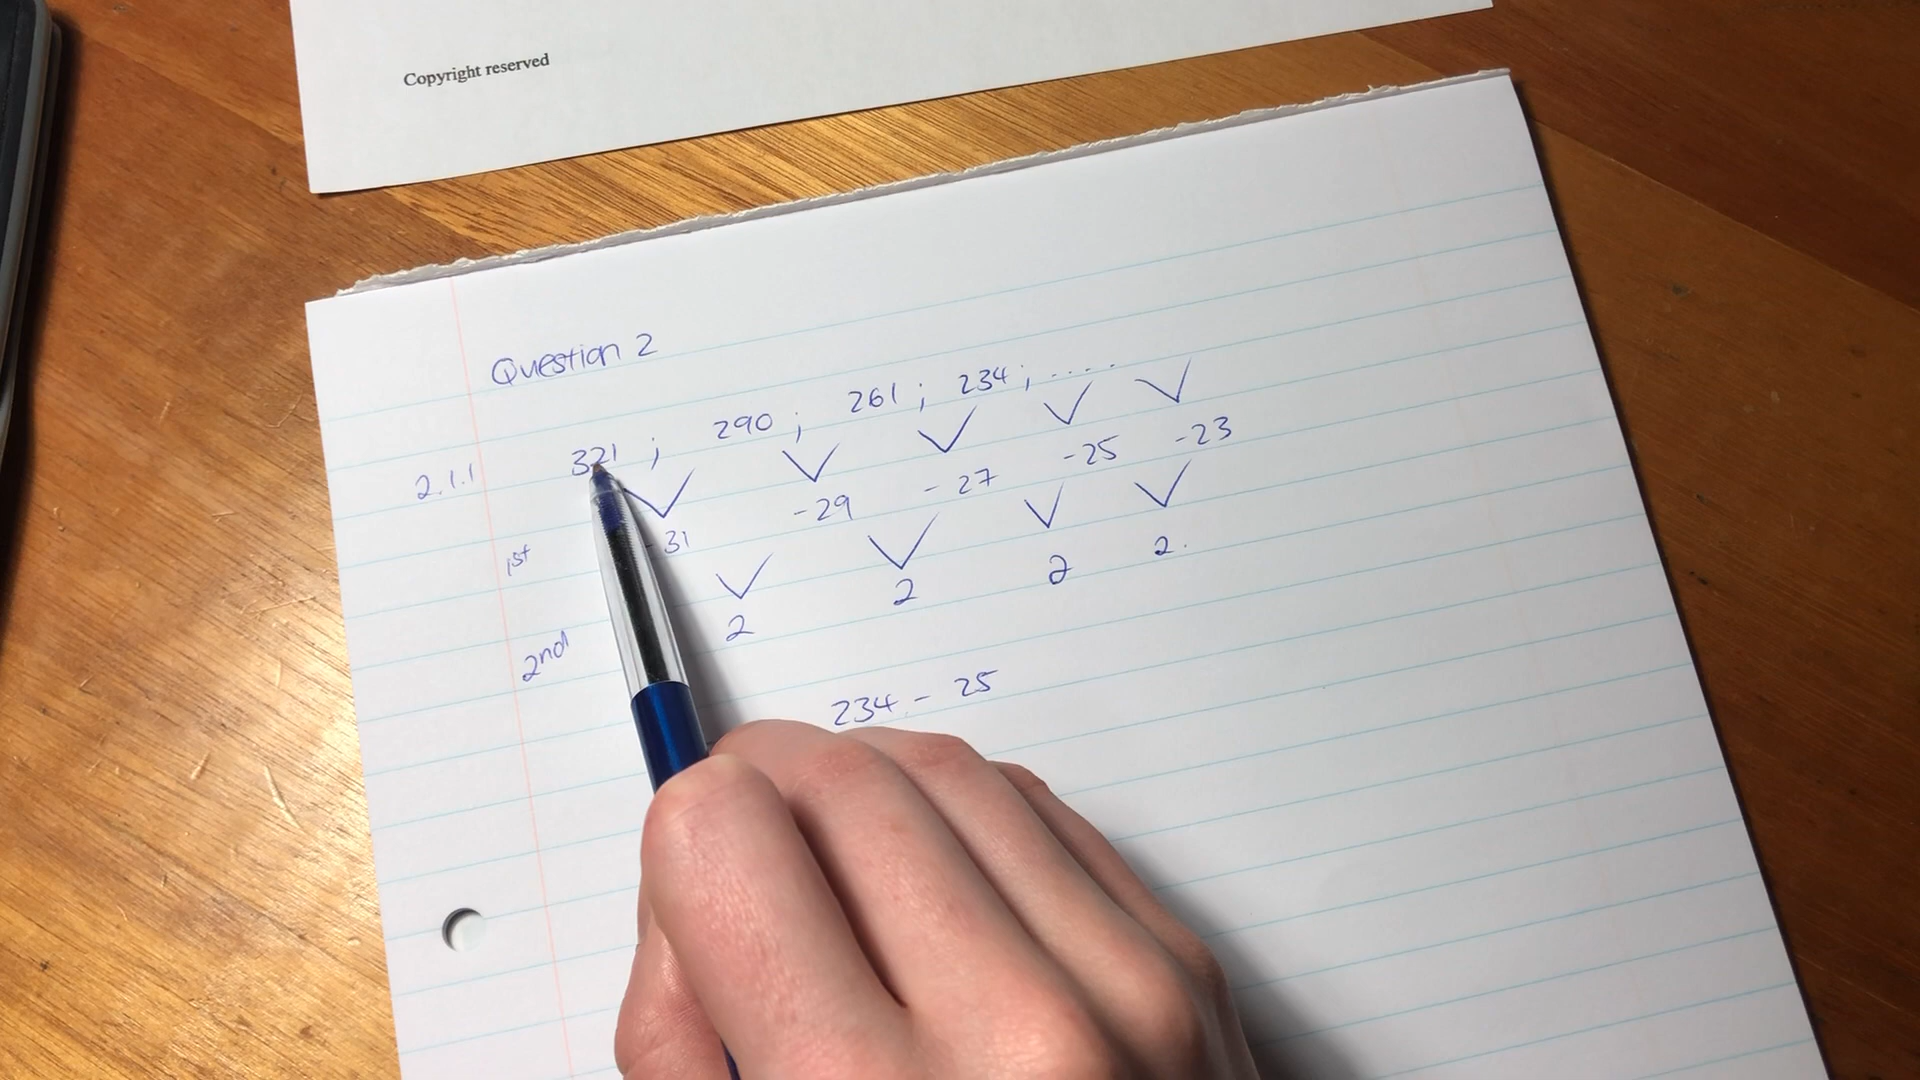 Copyright reserved
Question 2
2.1.1 321 ; 290 ; 261 ; 234 ; ....
1st 31 -29 -27 -25 -23
2nd 2 2 2 2.
234 - 25